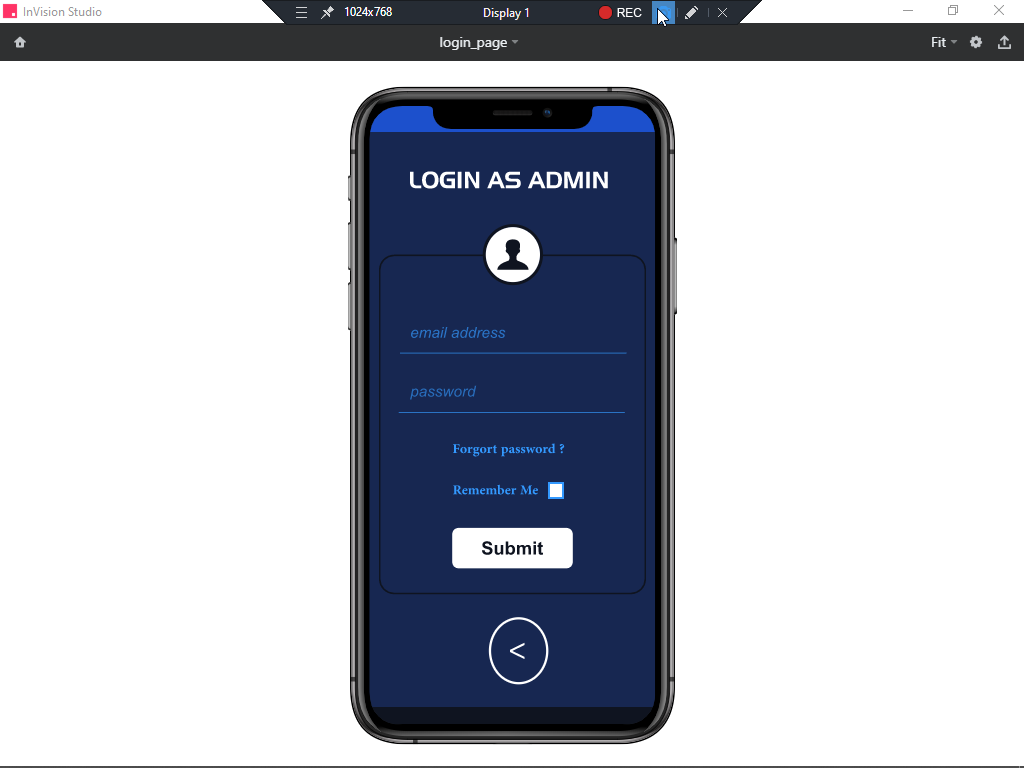 InVision Studio
1024x768
Display 1
REC
login_page
Fit
LOGIN AS ADMIN
email address
password
Forgort password ?
Remember Me
Submit
<